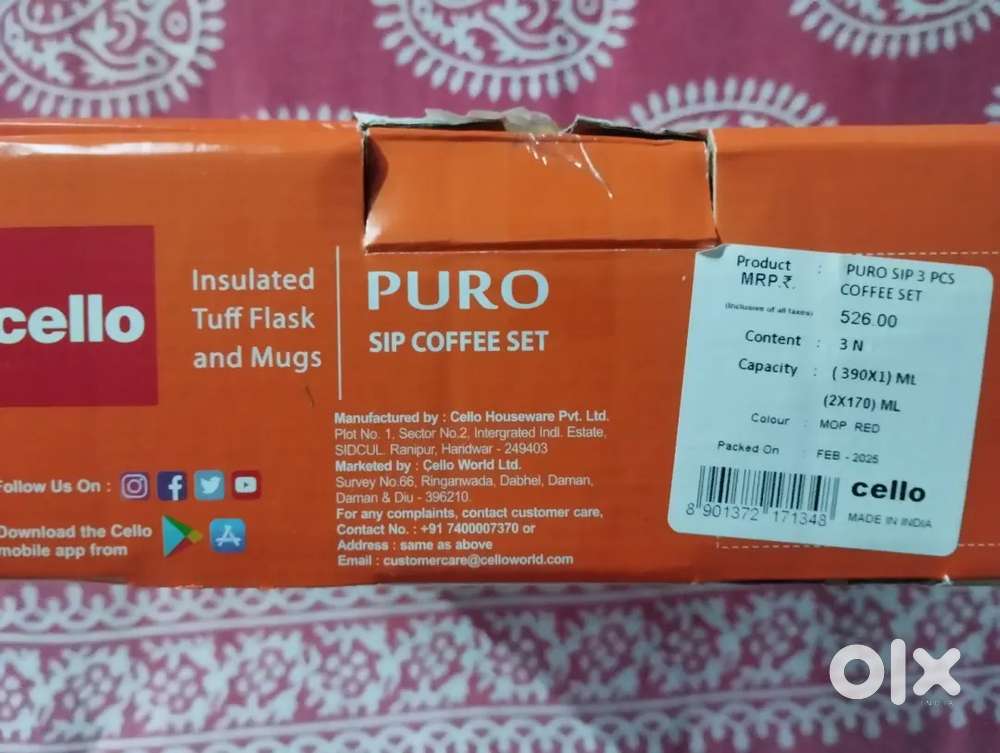 cello
Insulated
Tuff Flask
and Mugs
PURO
SIP COFFEE SET
Manufactured by : Cello Houseware Pvt. Ltd.
Plot No. 1, Sector No.2, Intergrated Indl. Estate,
SIDCUL. Ranipur, Haridwar - 249403
Marketed by : Cello World Ltd.
Survey No.66, Ringanwada, Dabhel, Daman,
Daman & Diu - 396210.
For any complaints, contact customer care,
Contact No. : +91 7400007370 or
Address : same as above
Email : customercare@celloworld.com
Follow Us On :
Download the Cello
mobile app from
Product : PURO SIP 3 PCS
COFFEE SET
MRP.₹.
(Inclusive of all taxes) 526.00
Content : 3 N
Capacity : ( 390X1) ML
(2X170) ML
Colour : MOP RED
Packed On : FEB - 2025
8 901372 171348
cello
MADE IN INDIA
olx
INDIA